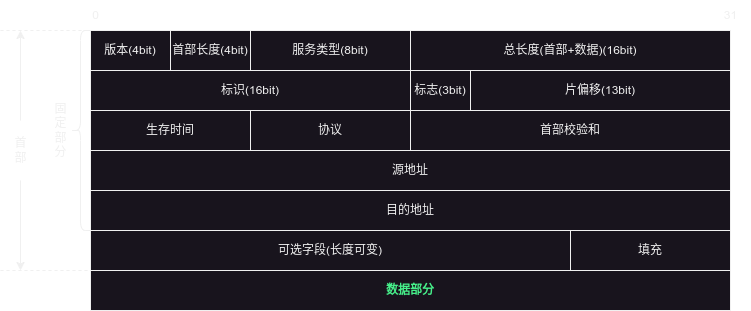 0
31
版本(4bit)
首部长度(4bit)
服务类型(8bit)
总长度(首部+数据)(16bit)
标识(16bit)
标志(3bit)
片偏移(13bit)
生存时间
协议
首部校验和
源地址
目的地址
可选字段(长度可变)
填充
数据部分
固定部分
首部